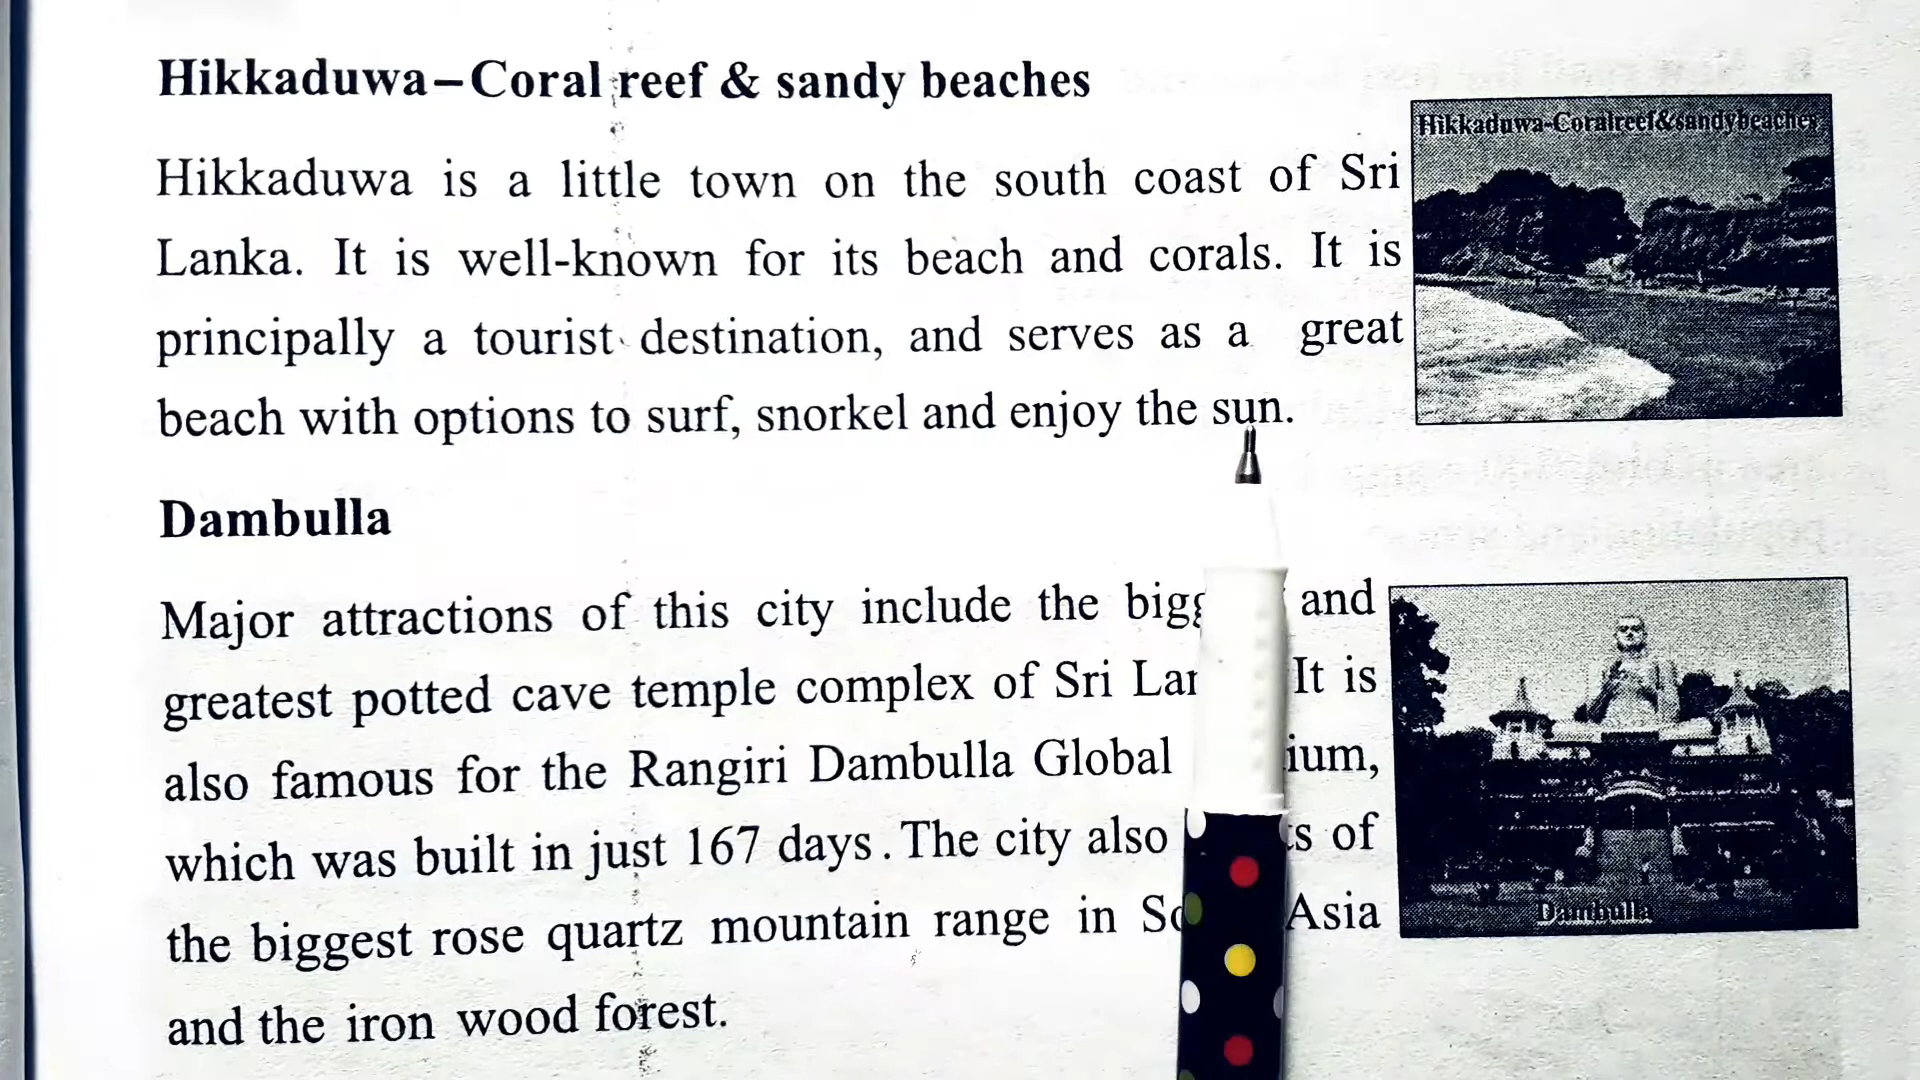 Hikkaduwa–Coral reef & sandy beaches
Hikkaduwa is a little town on the south coast of Sri
Lanka. It is well-known for its beach and corals. It is
principally a tourist destination, and serves as a great
beach with options to surf, snorkel and enjoy the sun.
Hikkaduwa-Coralreef&sandybeaches
Dambulla
Major attractions of this city include the and
greatest potted cave temple complex of Sri It is
also famous for the Rangiri Dambulla Global
which was built in just 167 days. The city also of
the biggest rose quartz mountain range in Asia
and the iron wood forest.
Dambulla